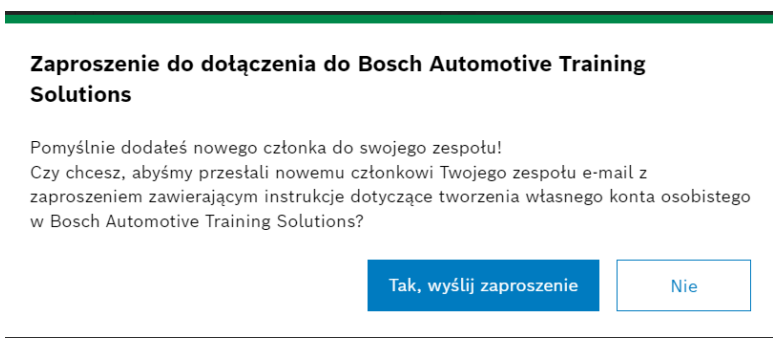 Zaproszenie do dołączenia do Bosch Automotive Training
Solutions
Pomyślnie dodałeś nowego członka do swojego zespołu!
Czy chcesz, abyśmy przesłali nowemu członkowi Twojego zespołu e-mail z
zaproszeniem zawierającym instrukcje dotyczące tworzenia własnego konta osobistego
w Bosch Automotive Training Solutions?
Tak, wyślij zaproszenie
Nie